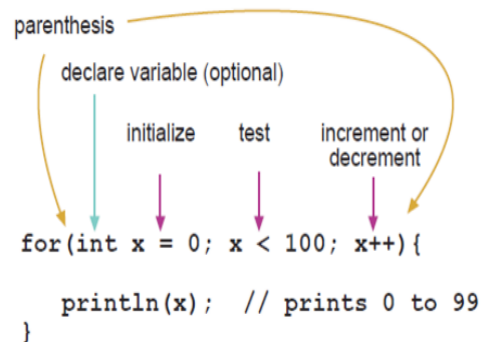 parenthesis
declare variable (optional)
initialize test increment or
decrement
for(int x = 0; x < 100; x++){
println(x); // prints 0 to 99
}